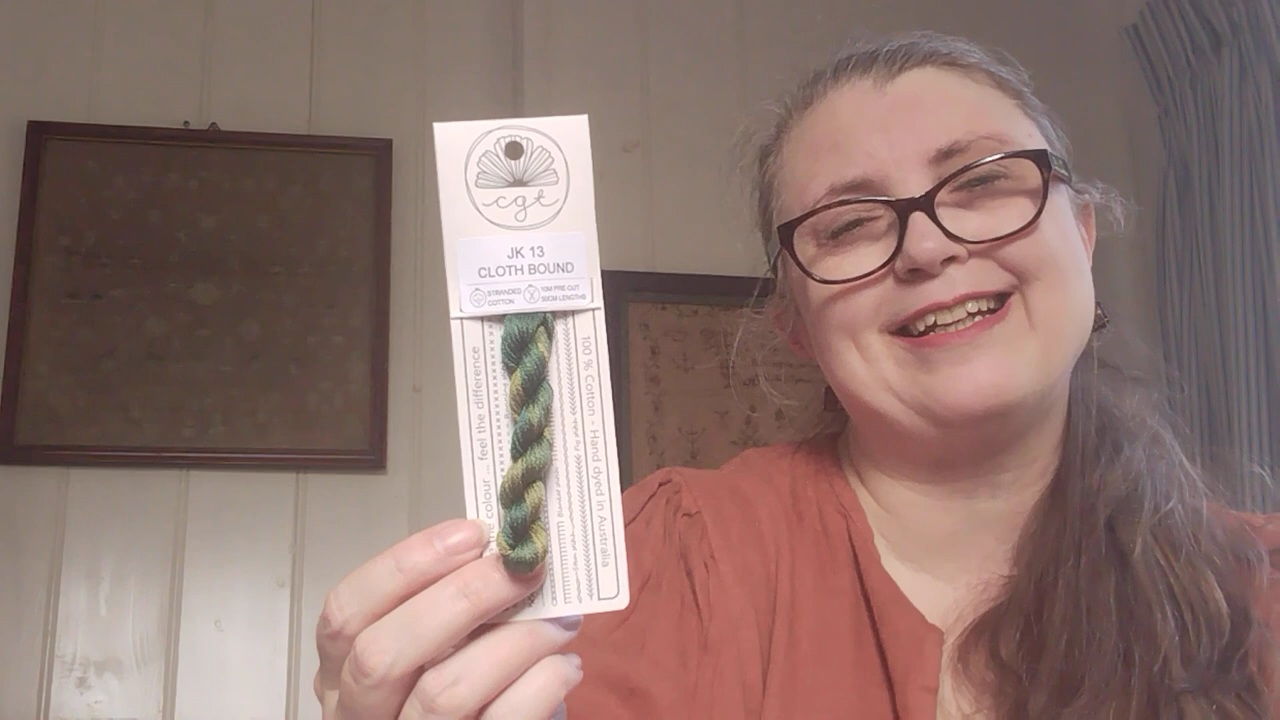 cgt
JK 13
CLOTH BOUND
STRANDED
COTTON
10M PRE-CUT
50CM LENGTHS
colour ... feel the difference
100 % Cotton - Hand dyed in Australia